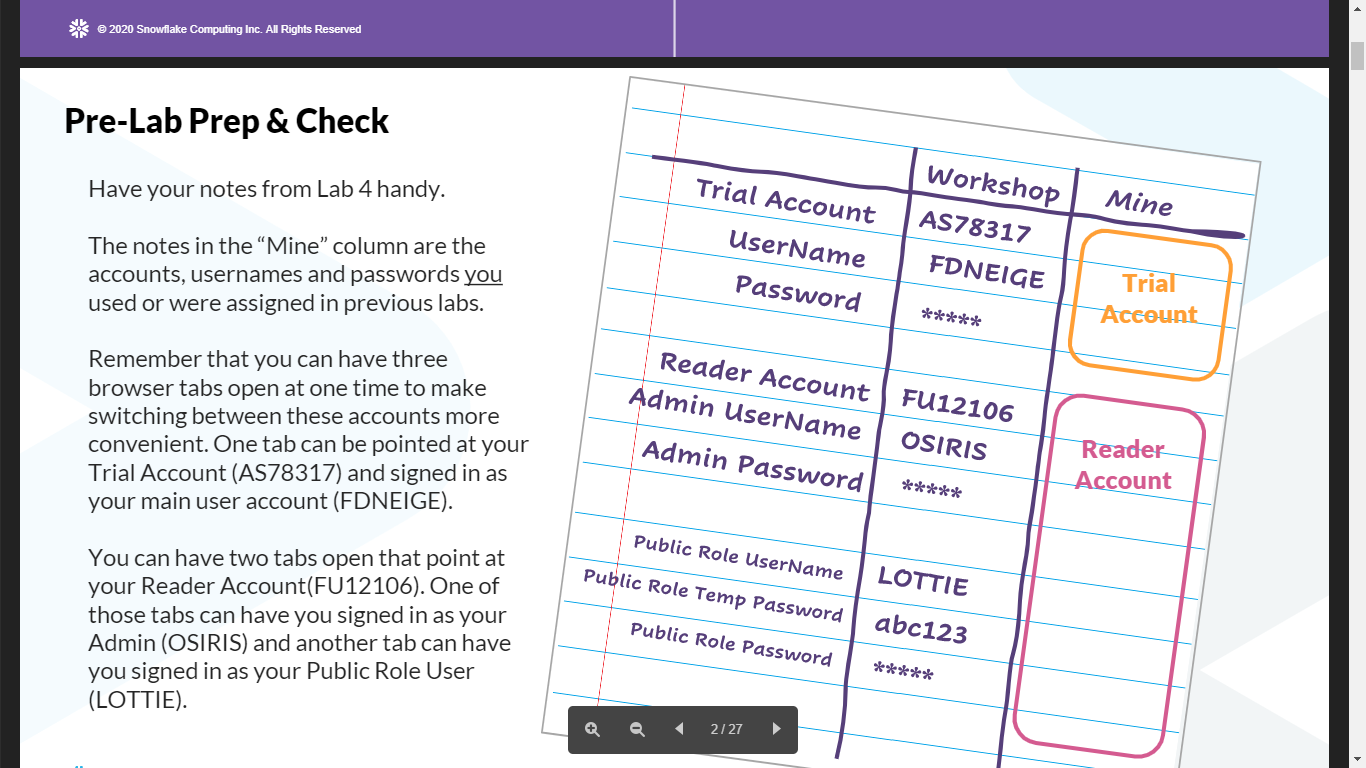 © 2020 Snowflake Computing Inc. All Rights Reserved
Pre-Lab Prep & Check
Have your notes from Lab 4 handy.
The notes in the “Mine” column are the
accounts, usernames and passwords you
used or were assigned in previous labs.
Remember that you can have three
browser tabs open at one time to make
switching between these accounts more
convenient. One tab can be pointed at your
Trial Account (AS78317) and signed in as
your main user account (FDNEIGE).
You can have two tabs open that point at
your Reader Account(FU12106). One of
those tabs can have you signed in as your
Admin (OSIRIS) and another tab can have
you signed in as your Public Role User
(LOTTIE).
Workshop Mine
Trial Account AS78317
UserName FDNEIGE
Password *****
Trial
Account
Reader Account FU12106
Admin UserName OSIRIS
Admin Password *****
Reader
Account
Public Role UserName LOTTIE
Public Role Temp Password abc123
Public Role Password *****
2 / 27